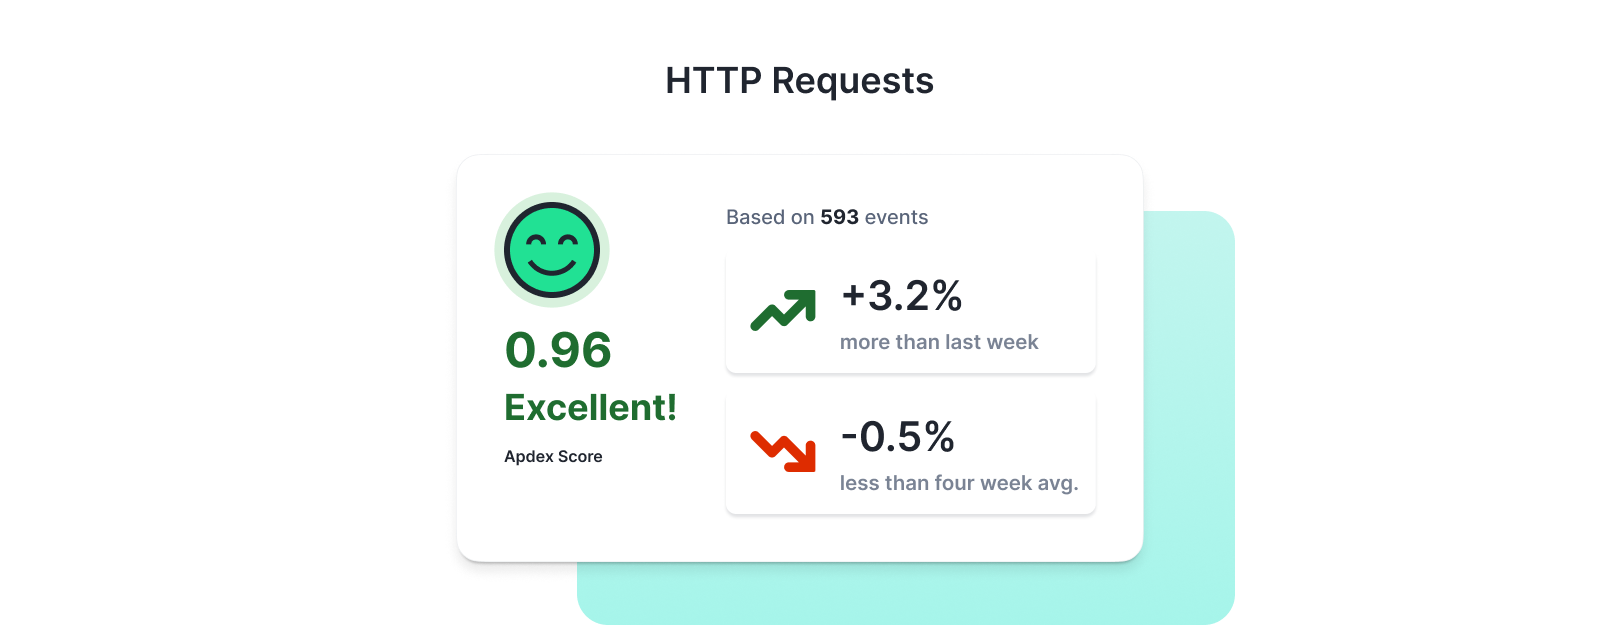 HTTP Requests
0.96
Excellent!
Apdex Score
Based on 593 events
+3.2%
more than last week
-0.5%
less than four week avg.